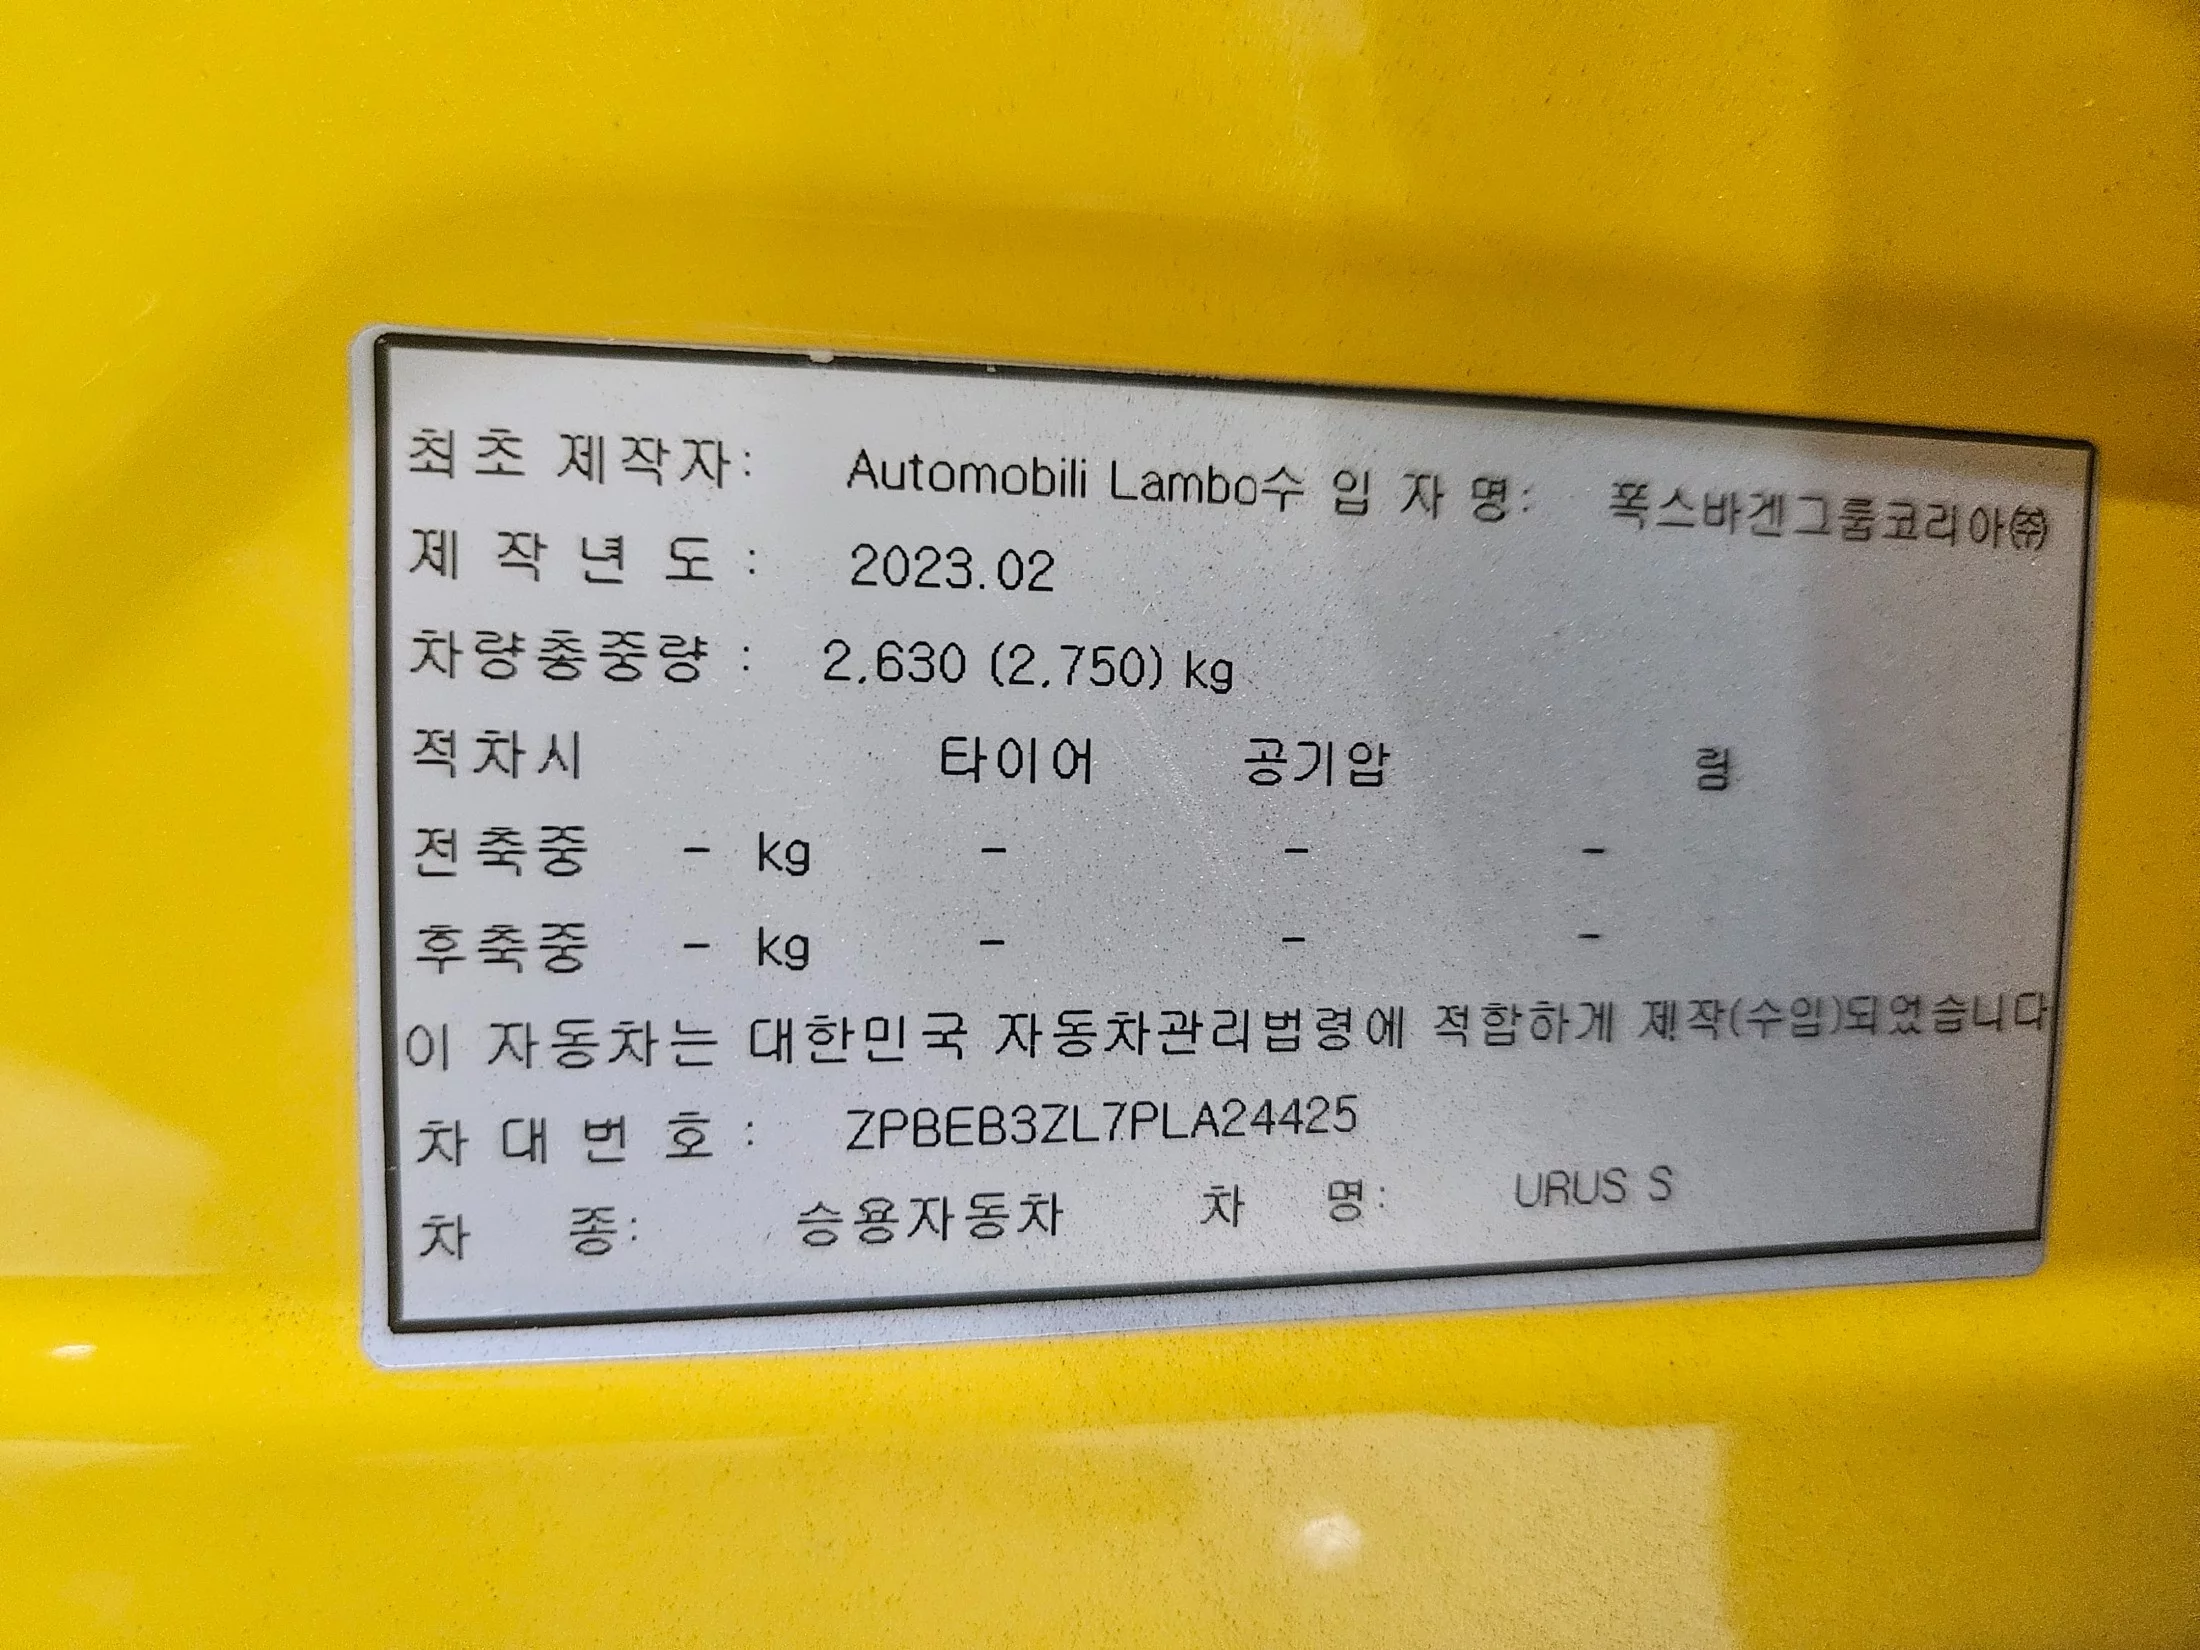 최초 제작자: Automobili Lambo수 입 자 명: 폭스바겐그룹코리아㈜
제 작 년 도 : 2023.02
차량총중량 : 2,630 (2,750) kg
적차시 타이어 공기압 림
전축중 - kg - - -
후축중 - kg - - -
이 자동차는 대한민국 자동차관리법령에 적합하게 제작(수입)되었습니다
차 대 번 호 : ZPBEB3ZL7PLA24425
차 종: 승용자동차 차 명: URUS S